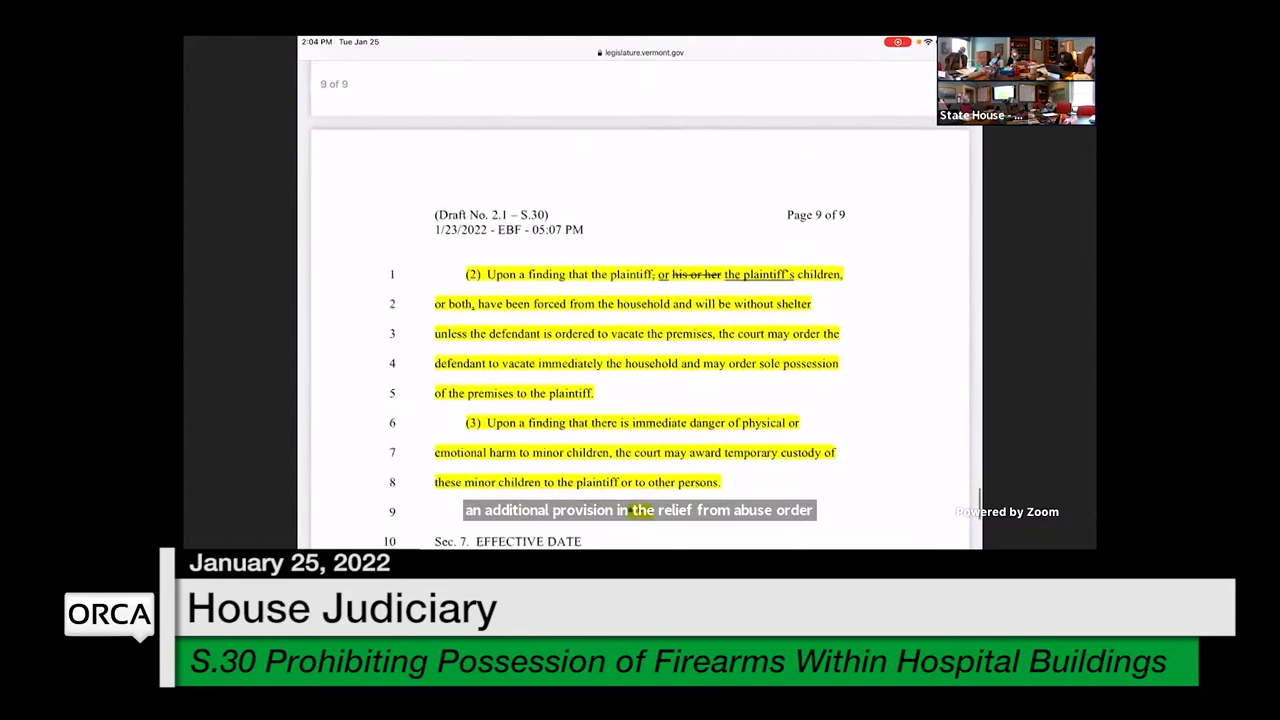 2:04 PM Tue Jan 25
legislature.vermont.gov
9 of 9
State House - ...
(Draft No. 2.1 – S.30)
Page 9 of 9
1/23/2022 - EBF - 05:07 PM
1 (2) Upon a finding that the plaintiff, or his or her the plaintiff's children,
2 or both, have been forced from the household and will be without shelter
3 unless the defendant is ordered to vacate the premises, the court may order the
4 defendant to vacate immediately the household and may order sole possession
5 of the premises to the plaintiff.
6 (3) Upon a finding that there is immediate danger of physical or
7 emotional harm to minor children, the court may award temporary custody of
8 these minor children to the plaintiff or to other persons.
9
an additional provision in the relief from abuse order
Powered by Zoom
10 Sec. 7. EFFECTIVE DATE
January 25, 2022
ORCA
House Judiciary
S.30 Prohibiting Possession of Firearms Within Hospital Buildings